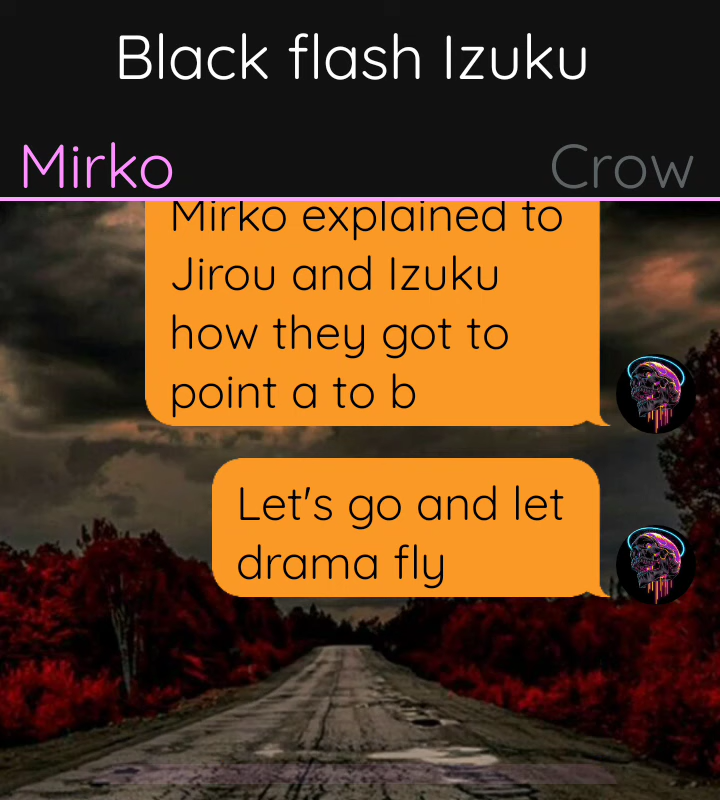 Black flash Izuku
Mirko
Crow
Mirko explained to
Jirou and Izuku
how they got to
point a to b
Let's go and let
drama fly